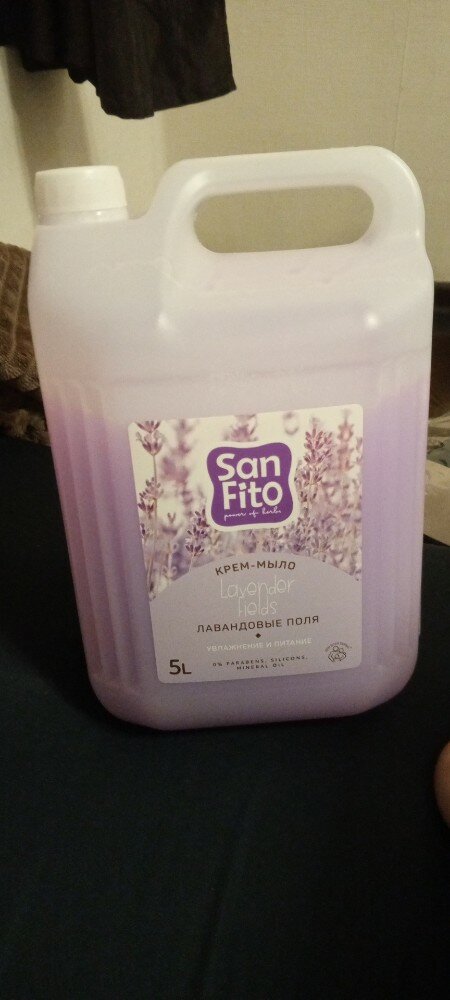 San
Fito
power of herbs
КРЕМ-МЫЛО
Lavender
fields
ЛАВАНДОВЫЕ ПОЛЯ
УВЛАЖНЕНИЕ И ПИТАНИЕ
5L
0% PARABENS, SILICONS,
MINERAL OIL